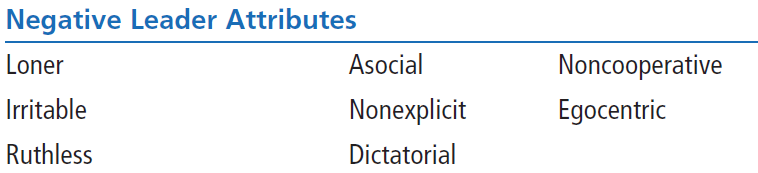 Negative Leader Attributes
Loner Asocial Noncooperative
Irritable Nonexplicit Egocentric
Ruthless Dictatorial